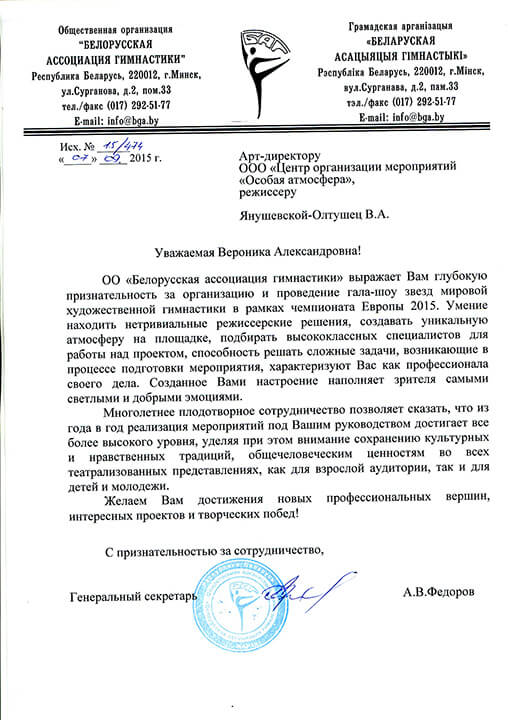 Общественная организация
"БЕЛОРУССКАЯ
АССОЦИАЦИЯ ГИМНАСТИКИ"
Республика Беларусь, 220012, г.Минск,
ул.Сурганова, д.2, пом.33
тел./факс (017) 292-51-77
E-mail: info@bga.by
БАГ
Грамадская арганізацыя
«БЕЛАРУСКАЯ
АСАЦЫЯЦЫЯ ГІМНАСТЫКІ»
Рэспубліка Беларусь, 220012, г.Мінск,
вул.Сурганава, д.2, пам.33
тэл./факс (017) 292-51-77
E-mail: info@bga.by
Исх. № 15/474
« 07 » 09 2015 г.
Арт-директору
ООО «Центр организации мероприятий
«Особая атмосфера»,
режиссеру
Янушевской-Олтушец В.А.
Уважаемая Вероника Александровна!
ОО «Белорусская ассоциация гимнастики» выражает Вам глубокую
признательность за организацию и проведение гала-шоу звезд мировой
художественной гимнастики в рамках чемпионата Европы 2015. Умение
находить нетривиальные режиссерские решения, создавать уникальную
атмосферу на площадке, подбирать высококлассных специалистов для
работы над проектом, способность решать сложные задачи, возникающие в
процессе подготовки мероприятия, характеризуют Вас как профессионала
своего дела. Созданное Вами настроение наполняет зрителя самыми
светлыми и добрыми эмоциями.
Многолетнее плодотворное сотрудничество позволяет сказать, что из
года в год реализация мероприятий под Вашим руководством достигает все
более высокого уровня, уделяя при этом внимание сохранению культурных
и нравственных традиций, общечеловеческим ценностям во всех
театрализованных представлениях, как для взрослой аудитории, так и для
детей и молодежи.
Желаем Вам достижения новых профессиональных вершин,
интересных проектов и творческих побед!
С признательностью за сотрудничество,
Генеральный секретарь
А.В.Федоров